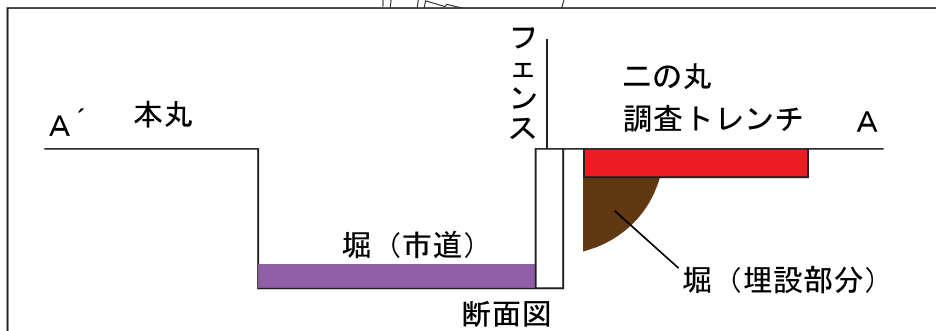 フェンス
二の丸
調査トレンチ
A´
本丸
A
堀（市道）
堀（埋設部分）
断面図